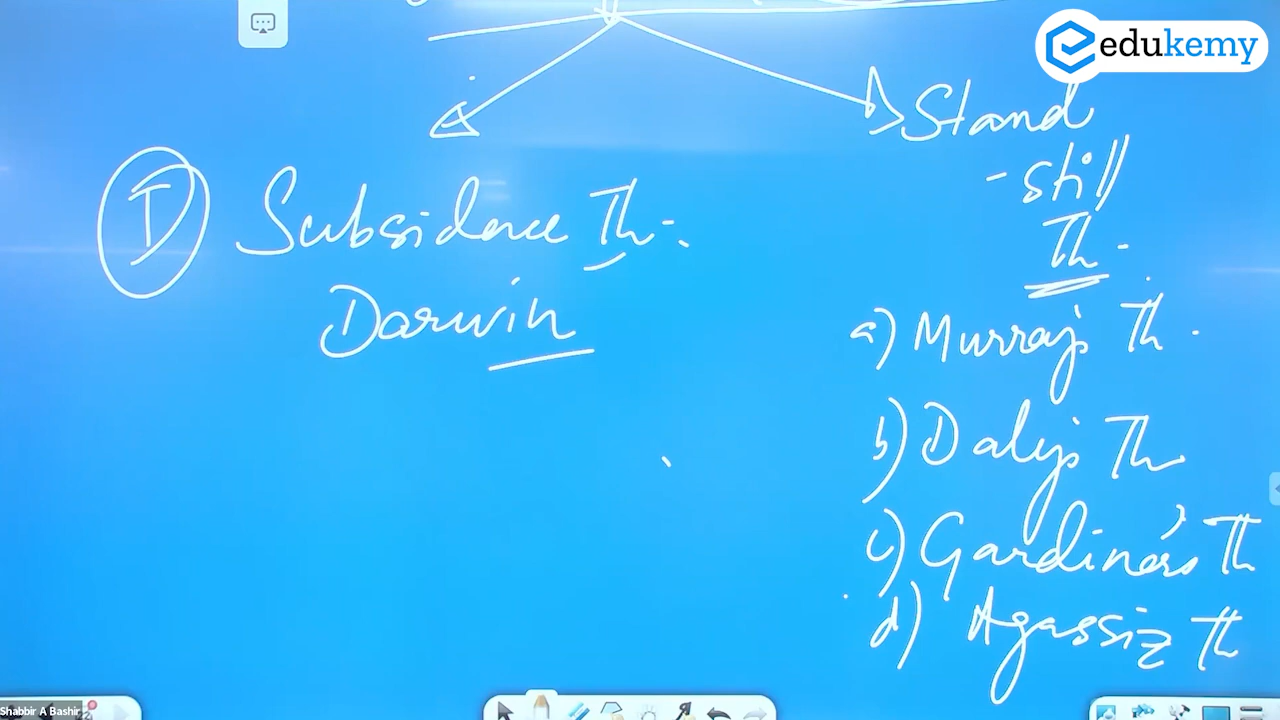 edukemy
Stand
- still
Th -
I Subsidence Th -.
Darwin
a) Murray's Th -
b) Daly's Th
c) Gardiner's Th
d) Agassiz Th
Shabbir A Bashir